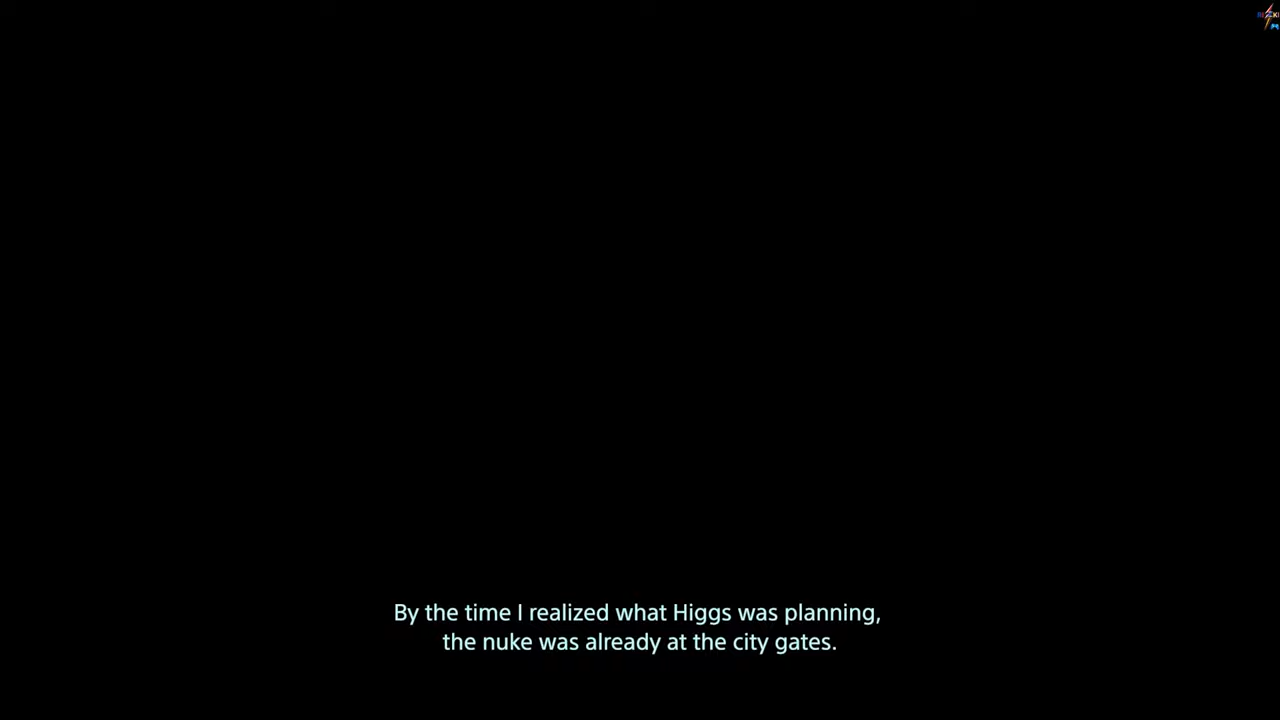 By the time I realized what Higgs was planning,
the nuke was already at the city gates.